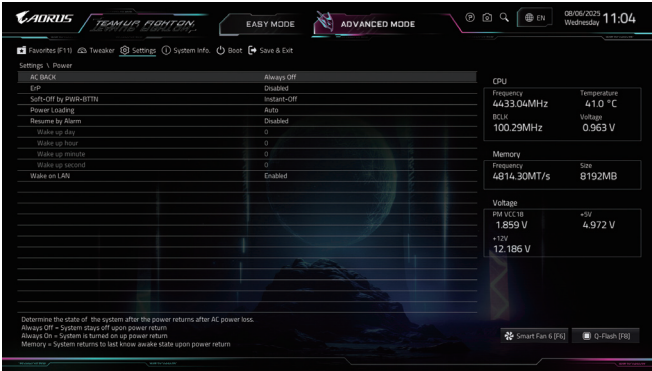 AORUS
TEAM UP. FIGHT ON.
EASY MODE
ADVANCED MODE
EN
08/06/2025
Wednesday
11:04
Favorites (F11)
Tweaker
Settings
System Info.
Boot
Save & Exit
Settings \ Power
AC BACK Always Off
ErP Disabled
Soft-Off by PWR-BTTN Instant-Off
Power Loading Auto
Resume by Alarm Disabled
Wake up day 0
Wake up hour 0
Wake up minute 0
Wake up second 0
Wake on LAN Enabled
CPU
Frequency Temperature
4433.04MHz 41.0 °C
BCLK Voltage
100.29MHz 0.963 V
Memory
Frequency Size
4814.30MT/s 8192MB
Voltage
PM VCC18 +5V
1.859 V 4.972 V
+12V
12.186 V
Determine the state of the system after the power returns after AC power loss.
Always Off = System stays off upon power return
Always On = System is turned on up power return
Memory = System returns to last know awake state upon power return
Smart Fan 6 [F6]
Q-Flash [F8]